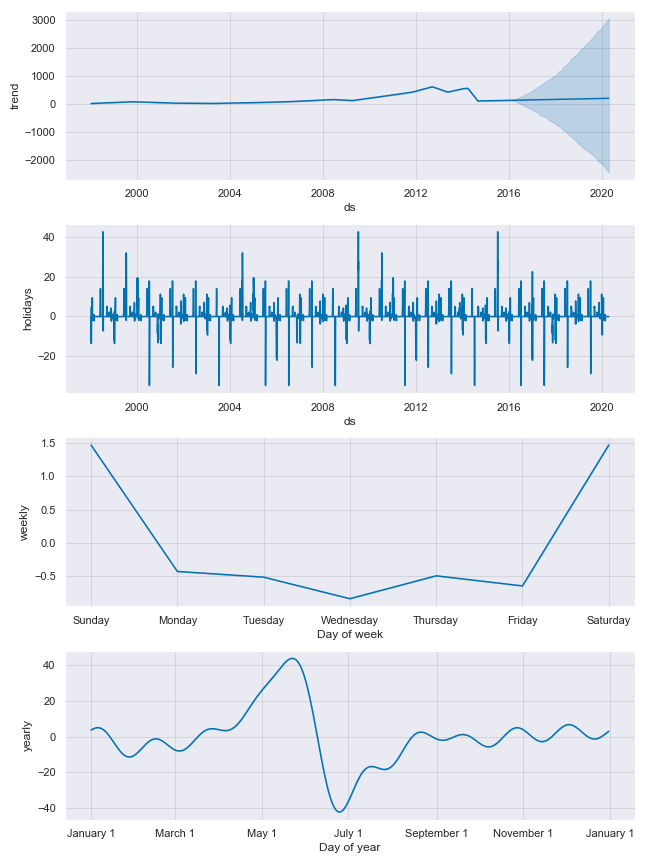 3000
2000
1000
0
−1000
−2000
trend
2000 2004 2008 2012 2016 2020
ds
40
20
0
−20
holidays
2000 2004 2008 2012 2016 2020
ds
1.5
1.0
0.5
0.0
−0.5
weekly
Sunday Monday Tuesday Wednesday Thursday Friday Saturday
Day of week
40
20
0
−20
−40
yearly
January 1 March 1 May 1 July 1 September 1 November 1 January 1
Day of year